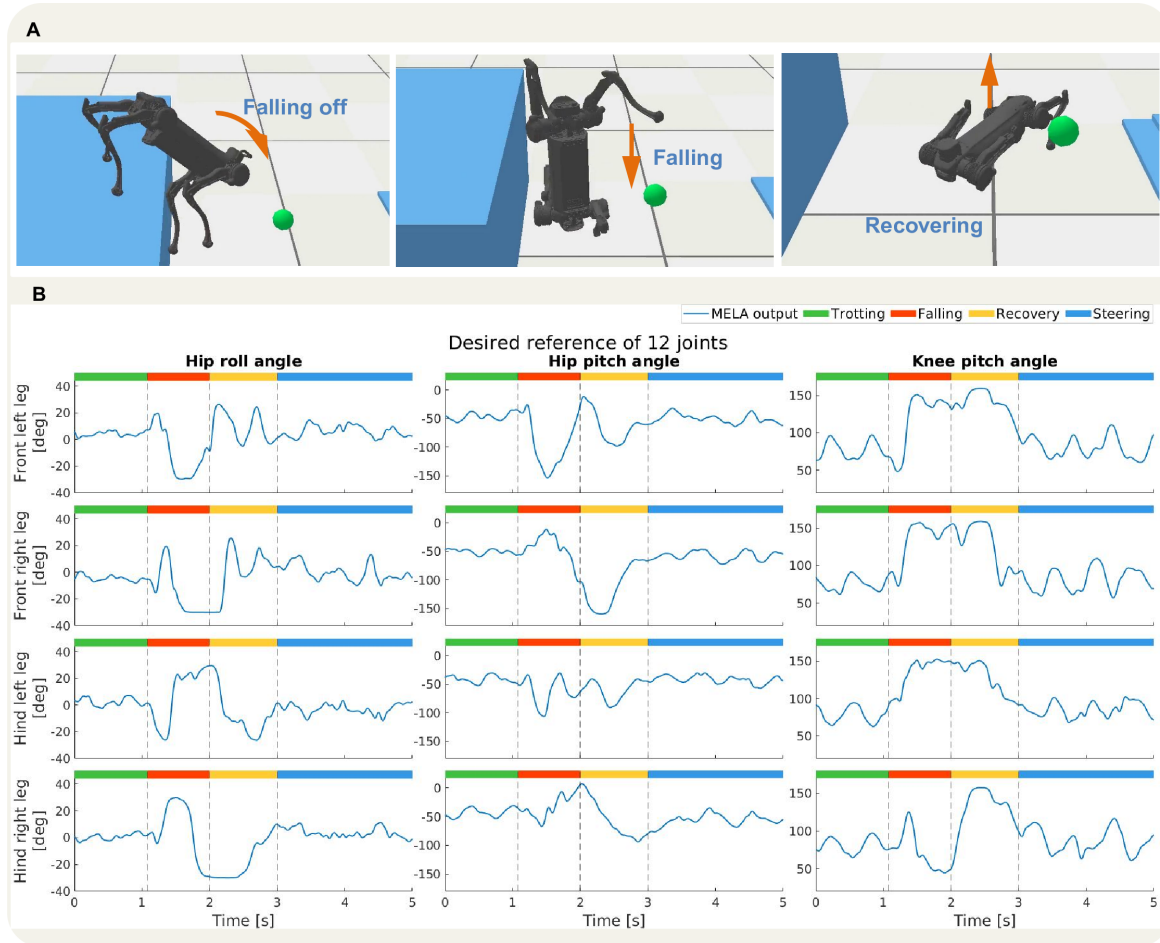 A
Falling off
Falling
Recovering
B
MELA output Trotting Falling Recovery Steering
Desired reference of 12 joints
Hip roll angle Hip pitch angle Knee pitch angle
Front left leg
[deg]
40
20
0
-20
-40
0
-50
-100
-150
150
100
50
Front right leg
[deg]
40
20
0
-20
-40
0
-50
-100
-150
150
100
50
Hind left leg
[deg]
40
20
0
-20
-40
0
-50
-100
-150
150
100
50
Hind right leg
[deg]
40
20
0
-20
-40
0
-50
-100
-150
150
100
50
0 1 2 3 4 5 0 1 2 3 4 5 0 1 2 3 4 5
Time [s] Time [s] Time [s]